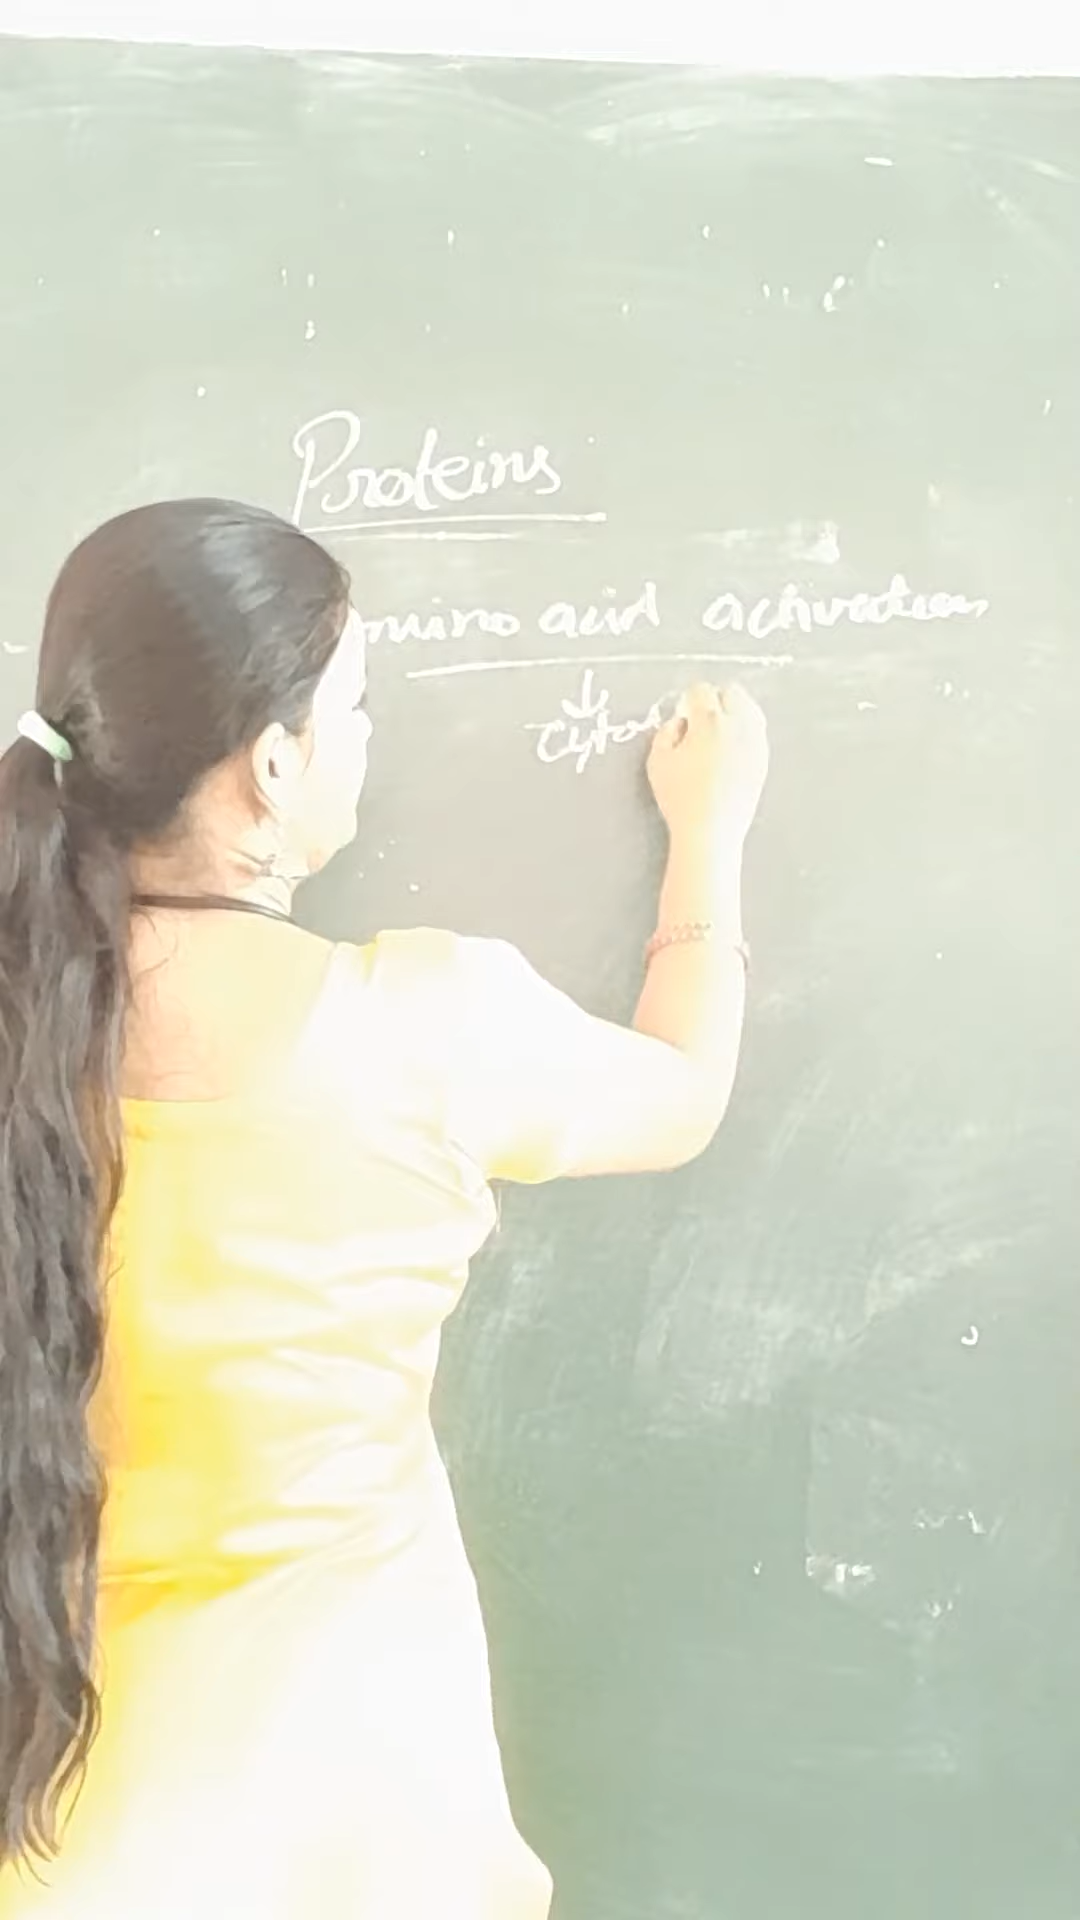 Proteins
mino acid activation
Cyto